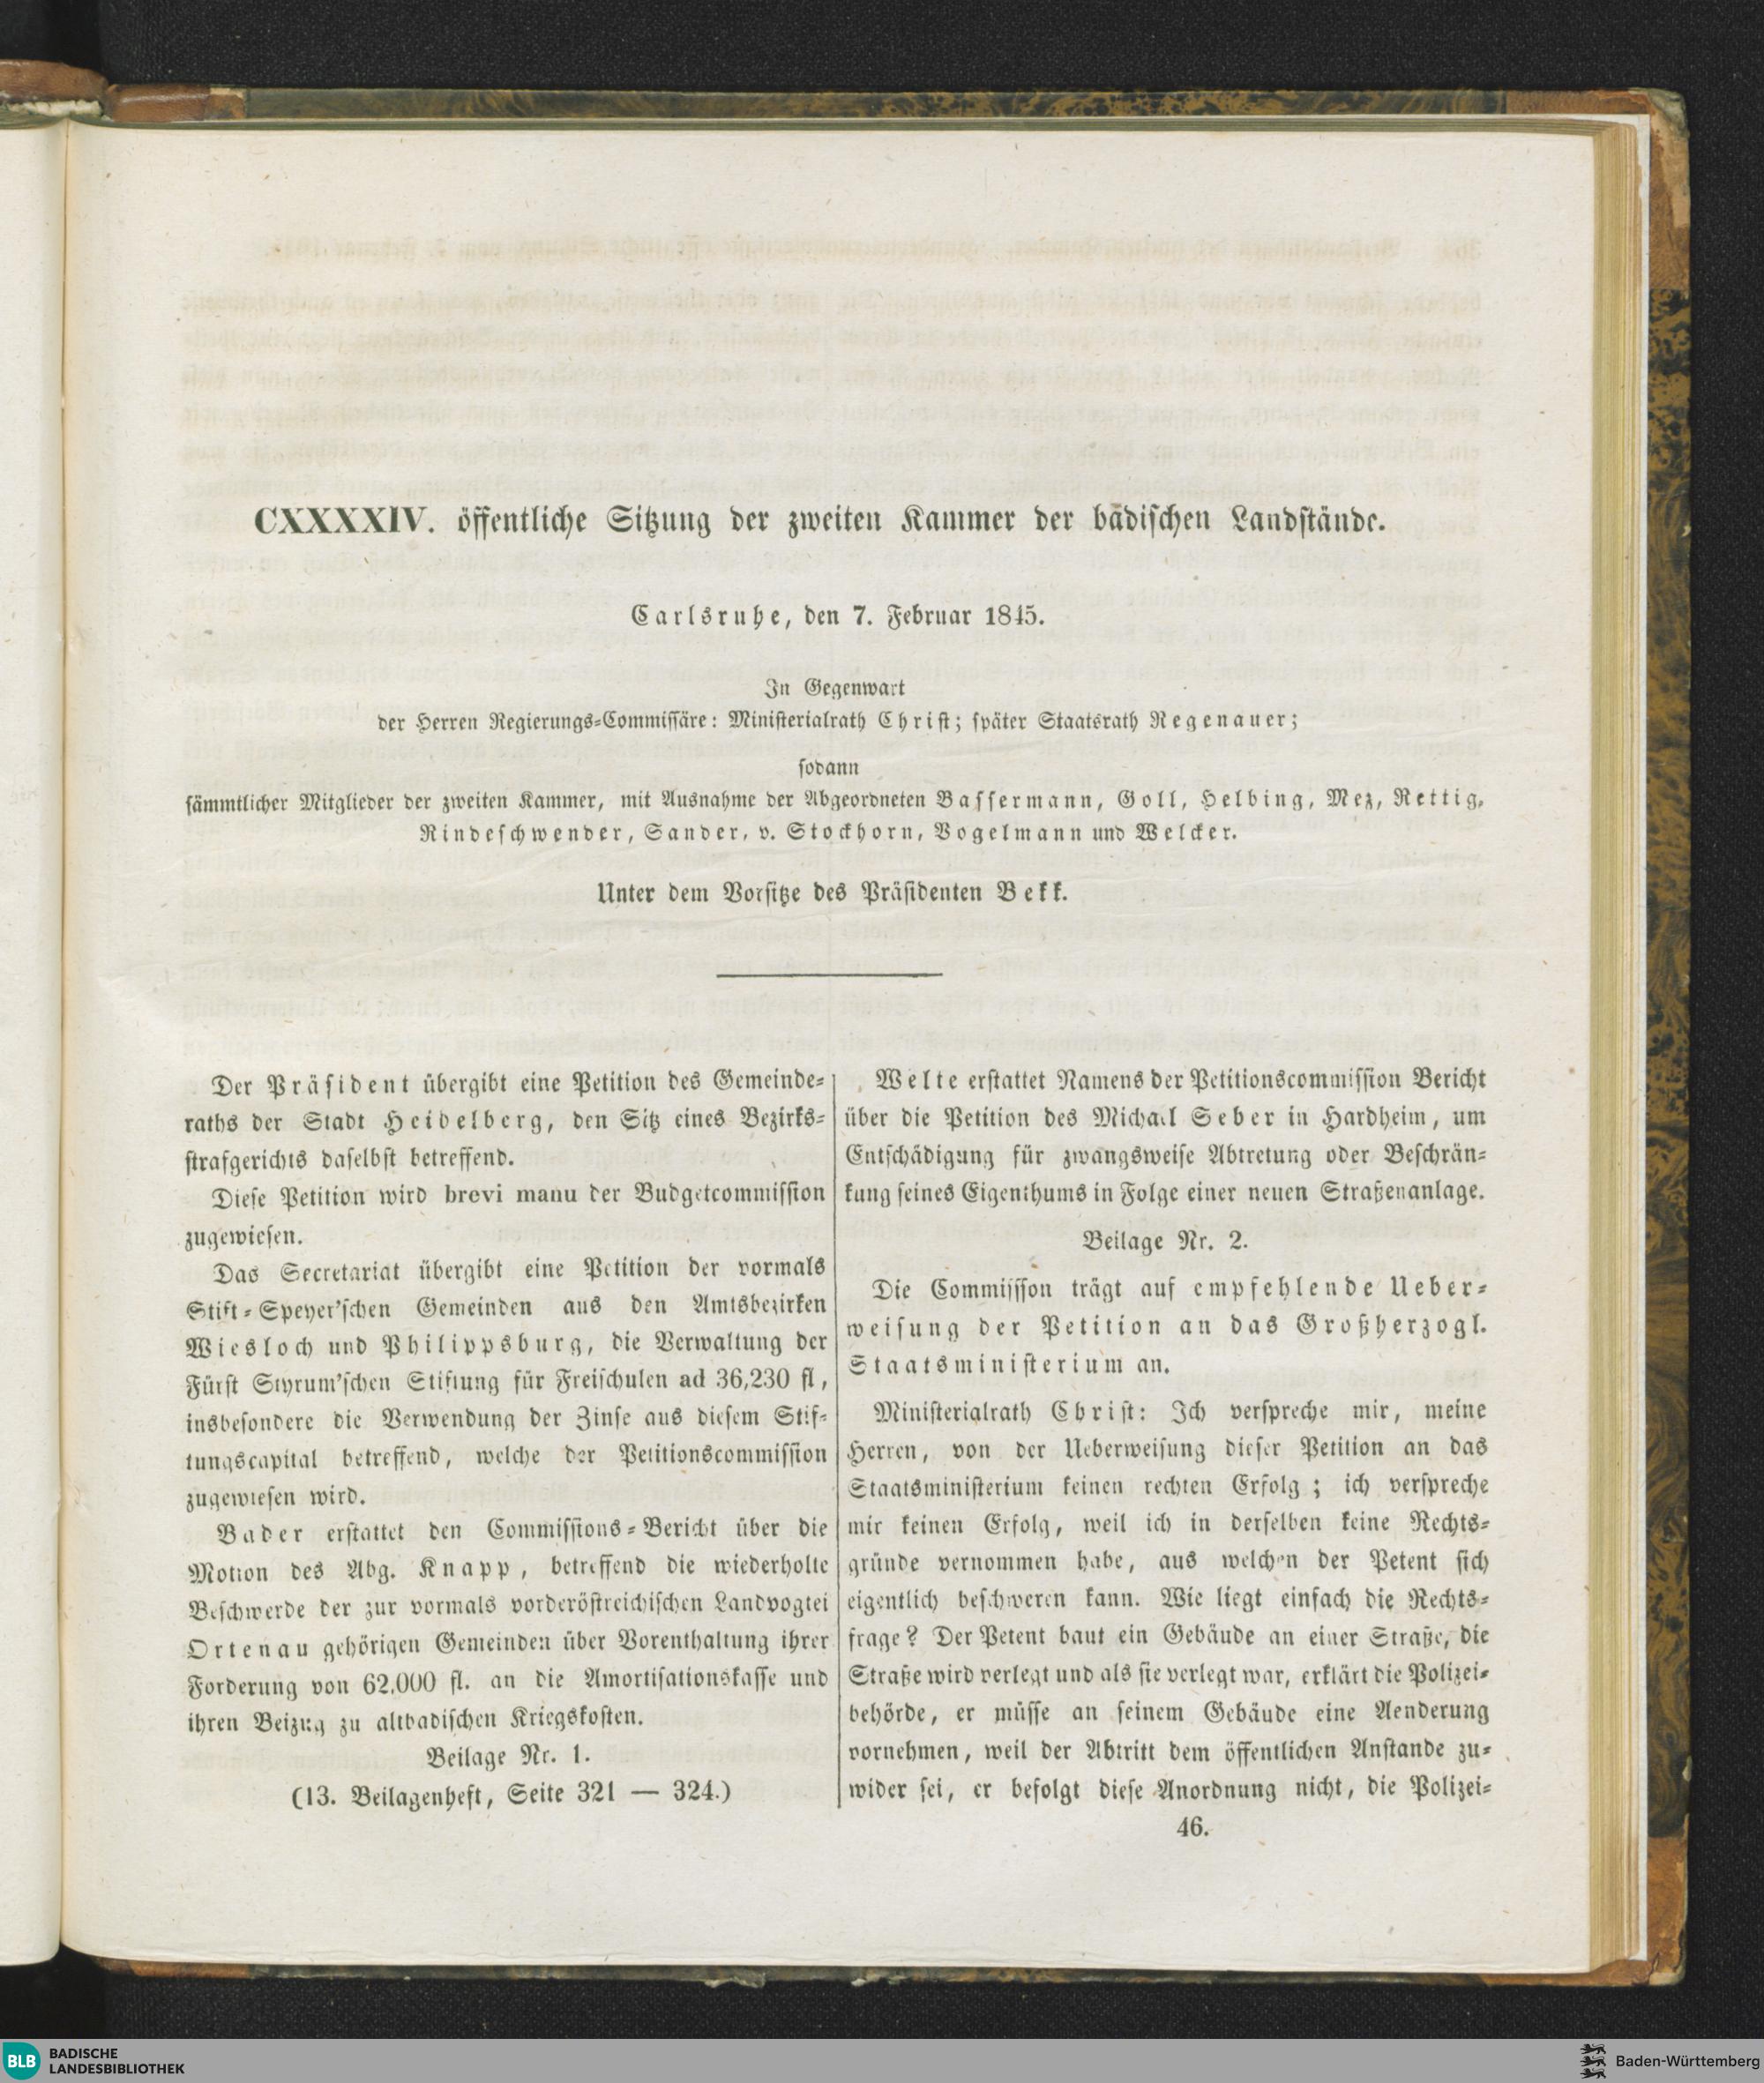 CXXXXIV. öffentliche Sitzung der zweiten Kammer der badischen Landstände.
Carlsruhe, den 7. Februar 1845.
In Gegenwart
der Herren Regierungs-Commissäre: Ministerialrath Christ; später Staatsrath Regenauer;
sodann
sämmtlicher Mitglieder der zweiten Kammer, mit Ausnahme der Abgeordneten Bassermann, Goll, Helbing, Mez, Rettig,
Rindeschwender, Sander, v. Stockhorn, Vogelmann und Welcker.
Unter dem Vorsitze des Präsidenten Bekk.
Der Präsident übergibt eine Petition des Gemeinde-
raths der Stadt Heidelberg, den Sitz eines Bezirks-
strafgerichts daselbst betreffend.
Diese Petition wird brevi manu der Budgetcommission
zugewiesen.
Das Secretariat übergibt eine Petition der vormals
Stift-Speyer'schen Gemeinden aus den Amtsbezirken
Wiesloch und Philippsburg, die Verwaltung der
Fürst Styrum'schen Stiftung für Freischulen ad 36,230 fl,
insbesondere die Verwendung der Zinse aus diesem Stif-
tungscapital betreffend, welche der Petitionscommission
zugewiesen wird.
Bader erstattet den Commissions-Bericht über die
Motion des Abg. Knapp, betreffend die wiederholte
Beschwerde der zur vormals vorderöstreichischen Landvogtei
Ortenau gehörigen Gemeinden über Vorenthaltung ihrer
Forderung von 62,000 fl. an die Amortisationskasse und
ihren Beizug zu altbadischen Kriegskosten.
Beilage Nr. 1.
(13. Beilagenheft, Seite 321 — 324.)
Welte erstattet Namens der Petitionscommission Bericht
über die Petition des Michael Seber in Hardheim, um
Entschädigung für zwangsweise Abtretung oder Beschrän-
kung seines Eigenthums in Folge einer neuen Straßenanlage.
Beilage Nr. 2.
Die Commissson trägt auf empfehlende Ueber-
weisung der Petition an das Großherzogl.
Staatsministerium an.
Ministerialrath Christ: Ich verspreche mir, meine
Herren, von der Ueberweisung dieser Petition an das
Staatsministerium keinen rechten Erfolg; ich verspreche
mir keinen Erfolg, weil ich in derselben keine Rechts-
gründe vernommen habe, aus welchen der Petent sich
eigentlich beschweren kann. Wie liegt einfach die Rechts-
frage? Der Petent baut ein Gebäude an einer Straße, die
Straße wird verlegt und als sie verlegt war, erklärt die Polizei-
behörde, er müsse an seinem Gebäude eine Aenderung
vornehmen, weil der Abtritt dem öffentlichen Anstande zu-
wider sei, er befolgt diese Anordnung nicht, die Polizei-
46.
BLB BADISCHE
LANDESBIBLIOTHEK
Baden-Württemberg